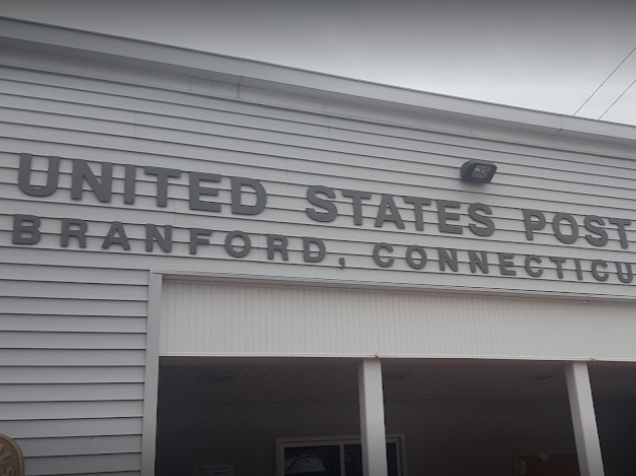 UNITED STATES POST
BRANFORD, CONNECTICU